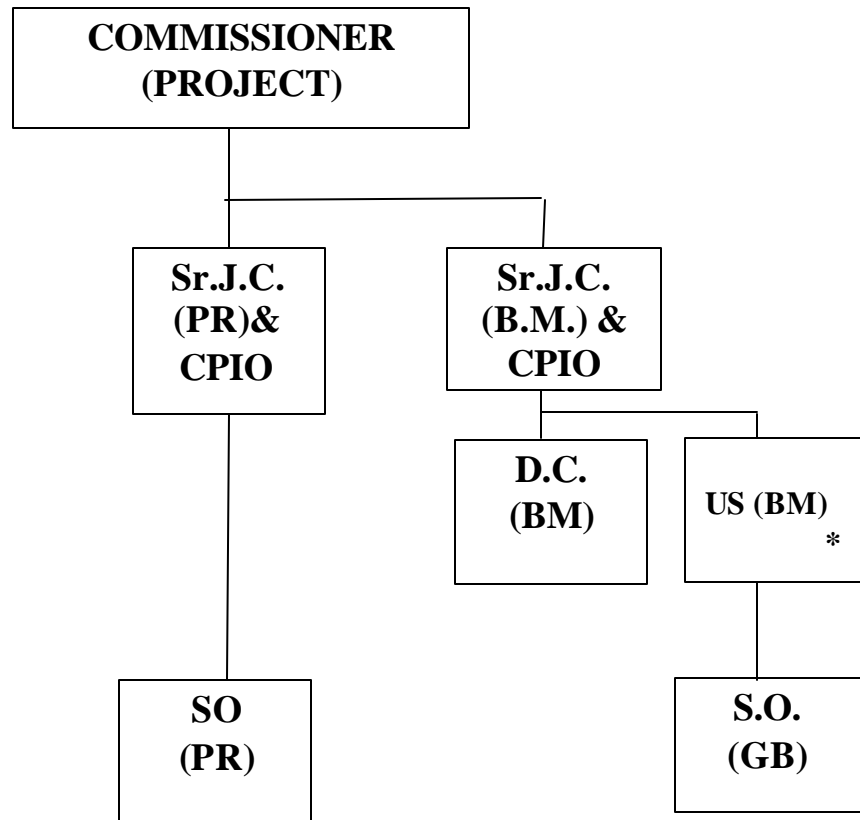 COMMISSIONER
(PROJECT)
Sr.J.C.
(PR)&
CPIO
Sr.J.C.
(B.M.) &
CPIO
D.C.
(BM)
US (BM)
*
SO
(PR)
S.O.
(GB)